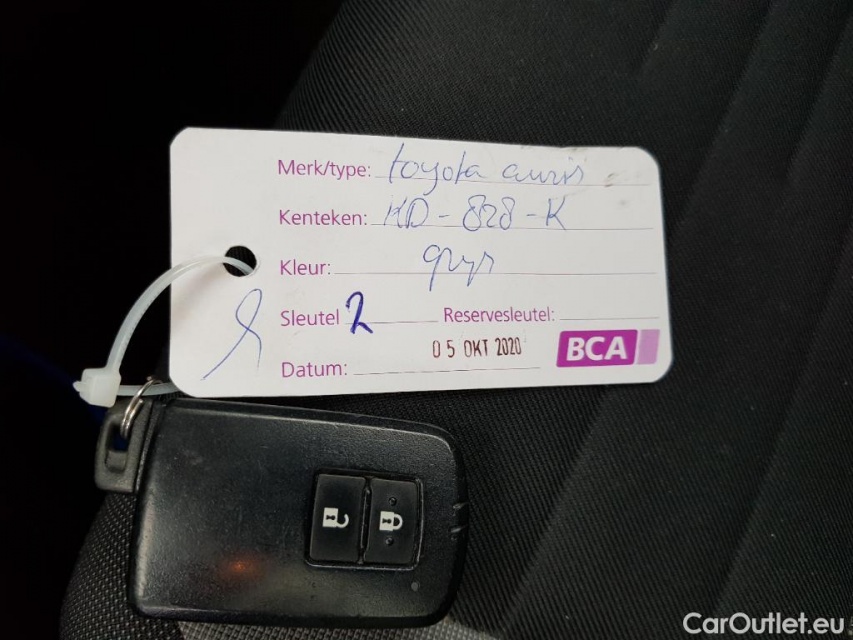 Merk/type: toyota auris
Kenteken: KD-828-K
Kleur: grijs
Sleutel 2 Reservesleutel:
Datum: 05 OKT 2020
BCA
CarOutlet.eu